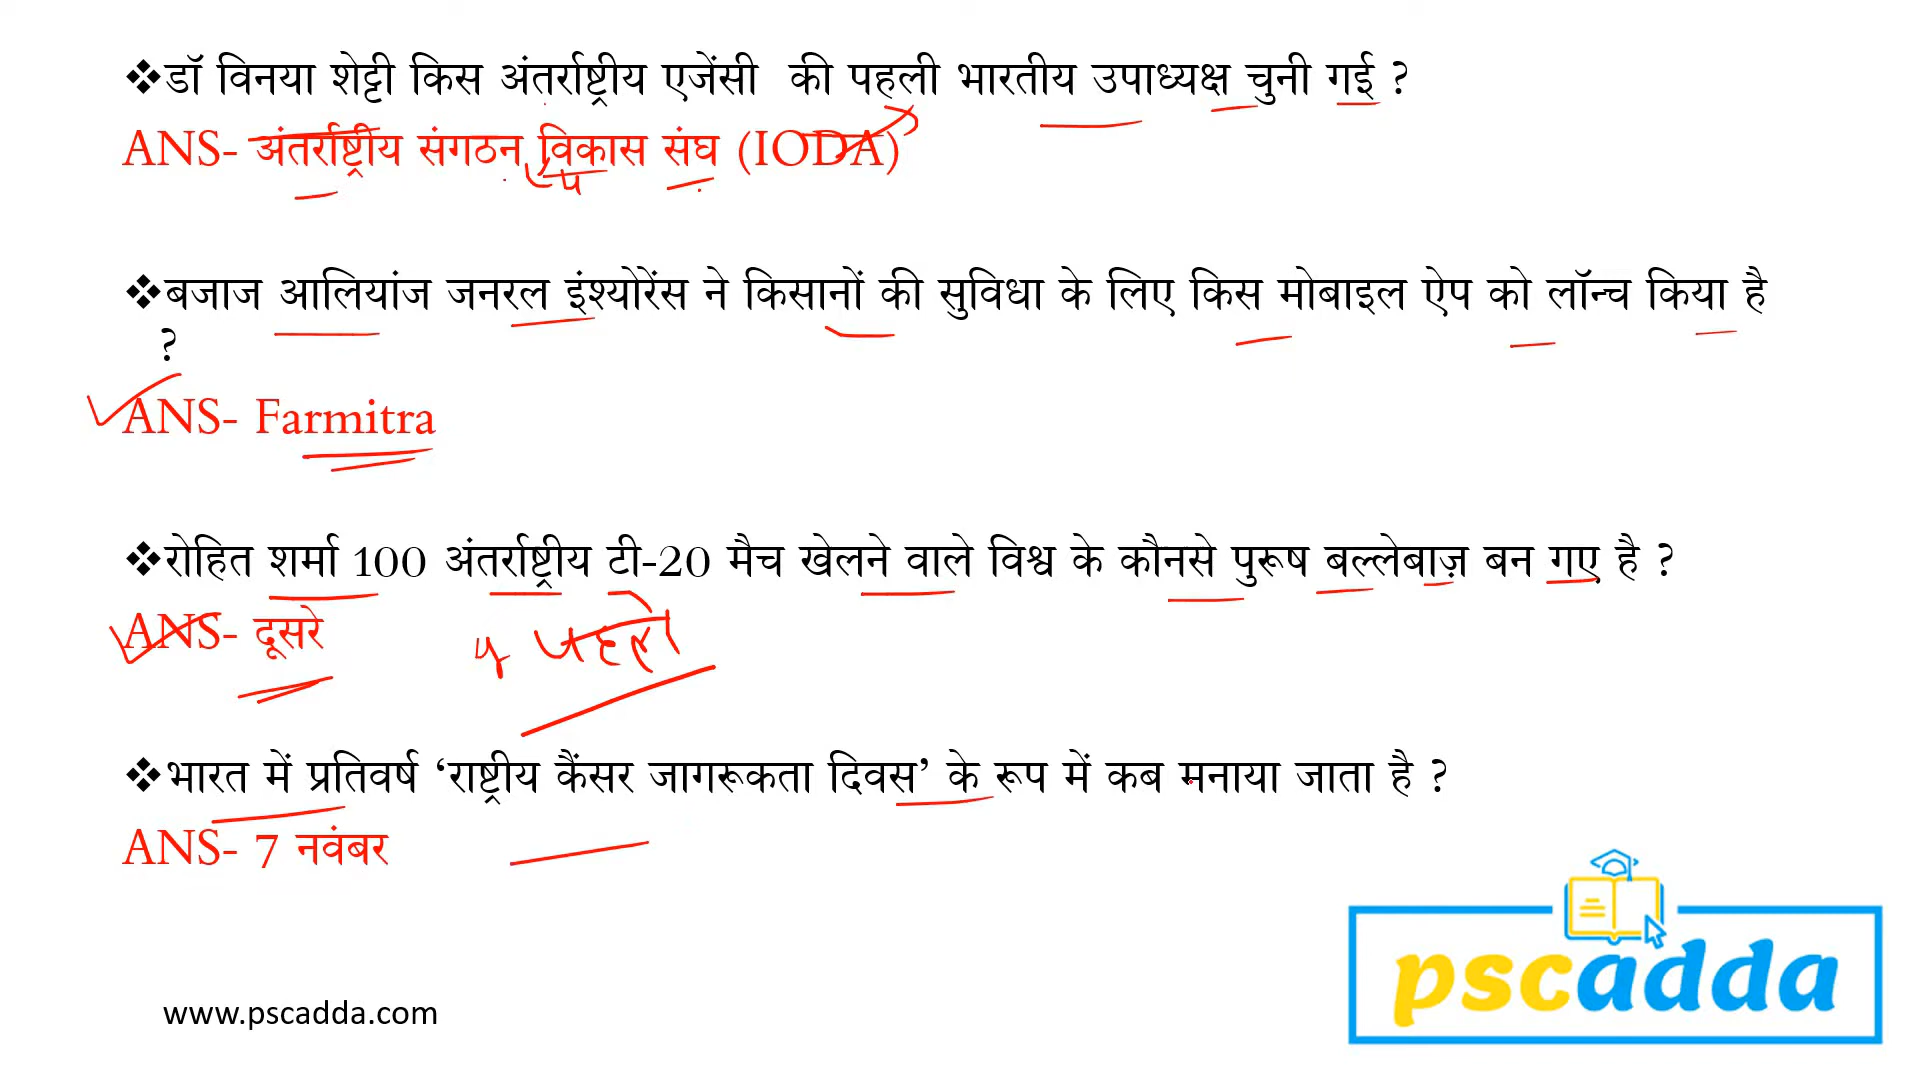 ❖डॉ विनया शेट्टी किस अंतर्राष्ट्रीय एजेंसी की पहली भारतीय उपाध्यक्ष चुनी गई ?
ANS- अंतर्राष्ट्रीय संगठन विकास संघ (IODA)
❖बजाज आलियांज जनरल इंश्योरेंस ने किसानों की सुविधा के लिए किस मोबाइल ऐप को लॉन्च किया है
?
ANS- Farmitra
❖रोहित शर्मा 100 अंतर्राष्ट्रीय टी-20 मैच खेलने वाले विश्व के कौनसे पुरूष बल्लेबाज़ बन गए है ?
ANS- दूसरे
❖भारत में प्रतिवर्ष ‘राष्ट्रीय कैंसर जागरूकता दिवस’ के रूप में कब मनाया जाता है ?
ANS- 7 नवंबर
pscadda
www.pscadda.com